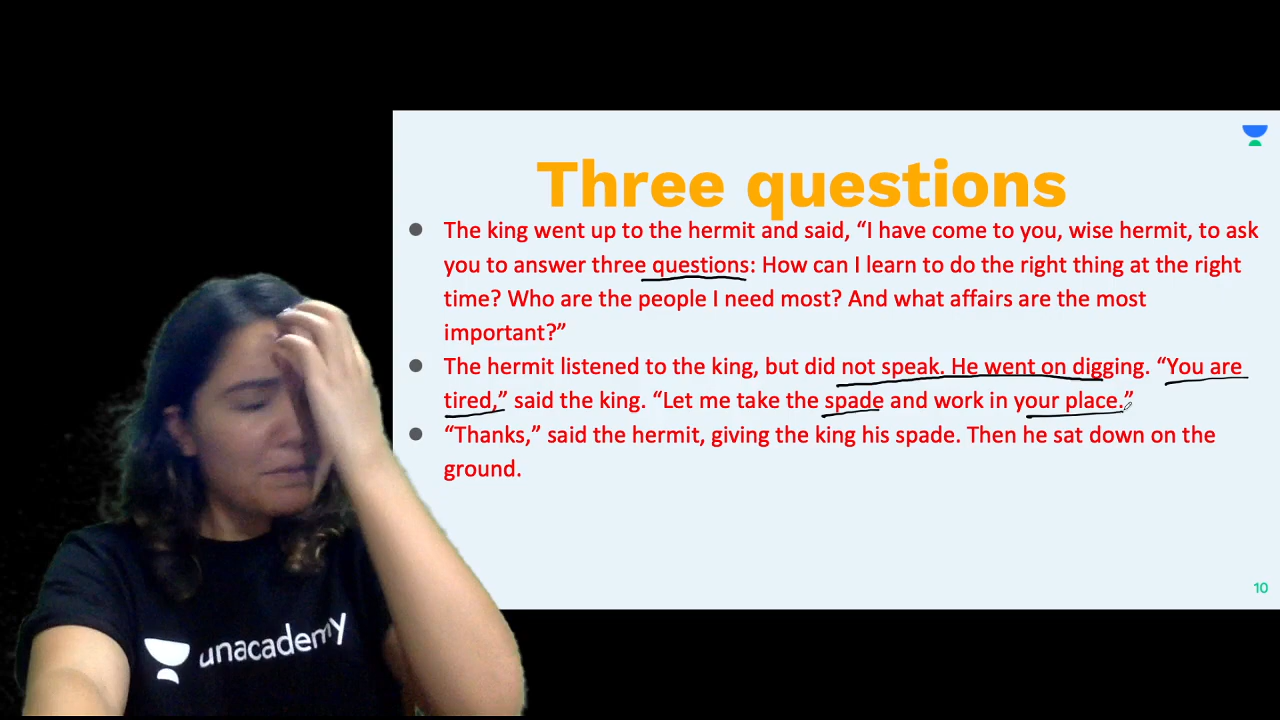 Three questions
The king went up to the hermit and said, “I have come to you, wise hermit, to ask
you to answer three questions: How can I learn to do the right thing at the right
time? Who are the people I need most? And what affairs are the most
important?”
The hermit listened to the king, but did not speak. He went on digging. “You are
tired,” said the king. “Let me take the spade and work in your place.”
“Thanks,” said the hermit, giving the king his spade. Then he sat down on the
ground.
10
unacademy